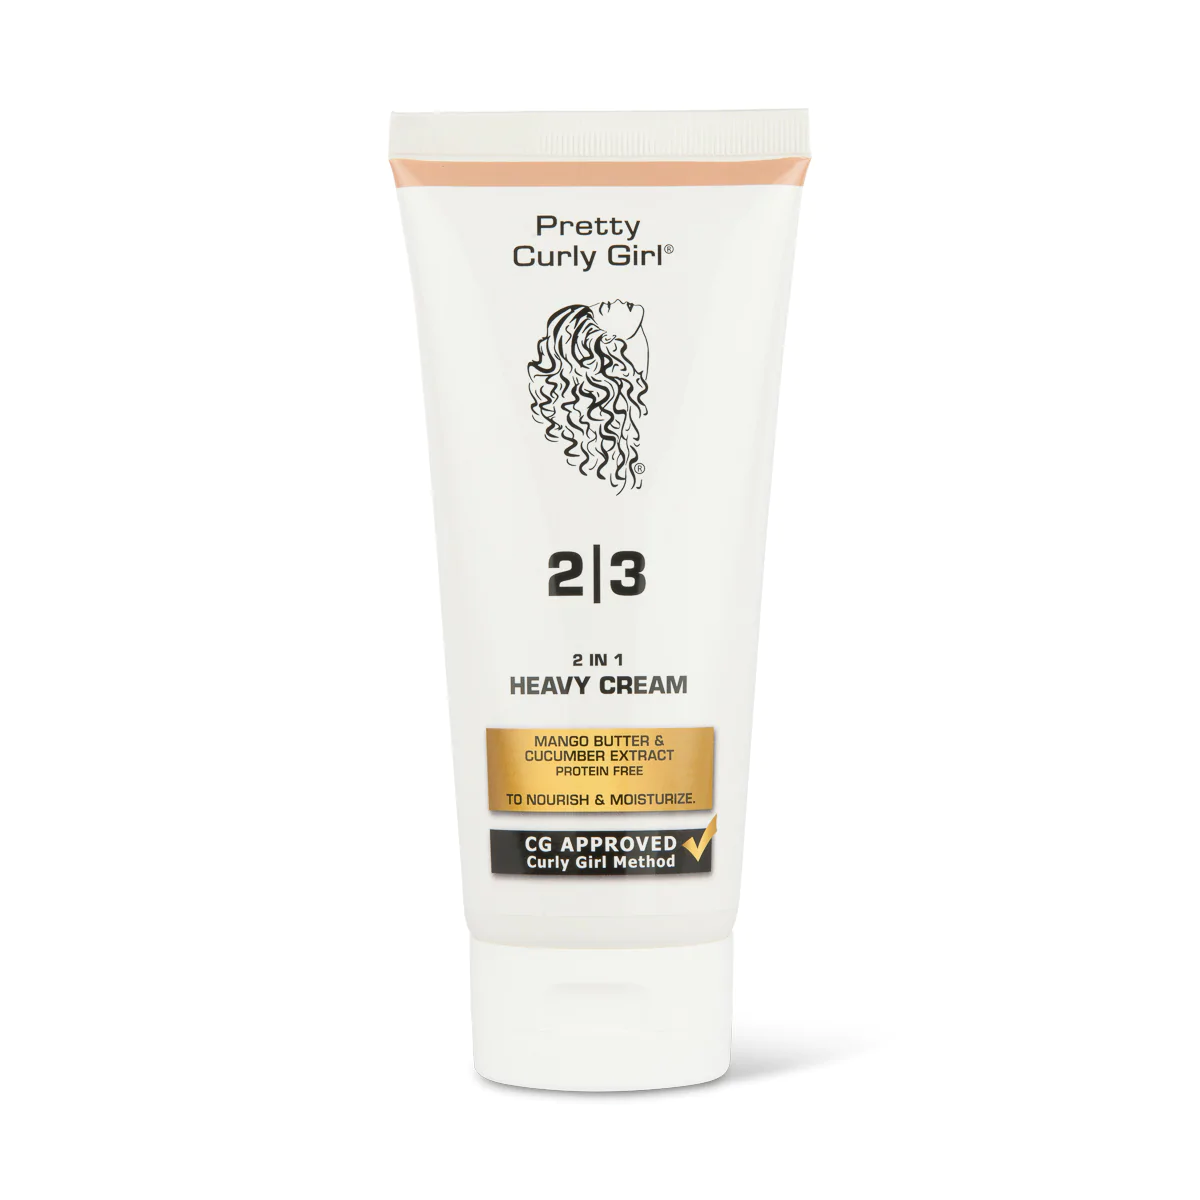 Pretty
Curly Girl®
®
2|3
2 IN 1
HEAVY CREAM
MANGO BUTTER &
CUCUMBER EXTRACT
PROTEIN FREE
TO NOURISH & MOISTURIZE.
CG APPROVED
Curly Girl Method